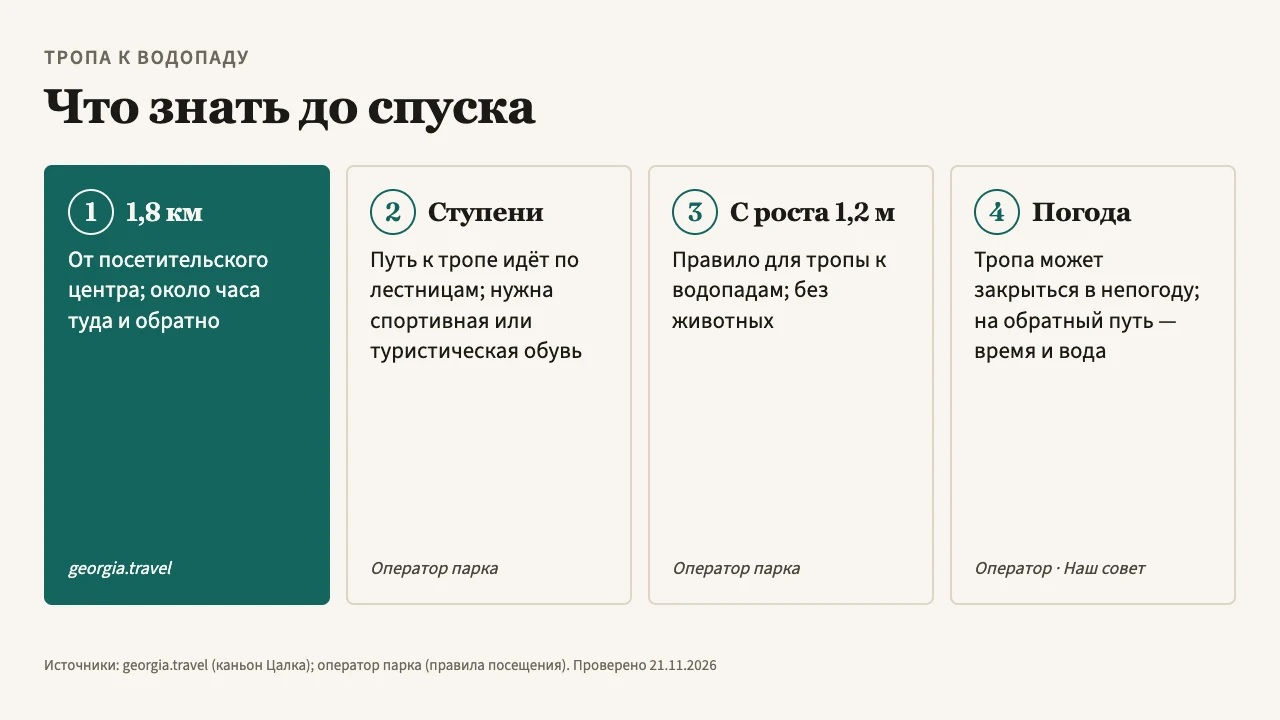 ТРОПА К ВОДОПАДУ
Что знать до спуска
1 1,8 км
От посетительского
центра; около часа
туда и обратно
georgia.travel
2 Ступени
Путь к тропе идёт по
лестницам; нужна
спортивная или
туристическая обувь
Оператор парка
3 С роста 1,2 м
Правило для тропы к
водопадам; без
животных
Оператор парка
4 Погода
Тропа может
закрыться в непогоду;
на обратный путь —
время и вода
Оператор · Наш совет
Источники: georgia.travel (каньон Цалка); оператор парка (правила посещения). Проверено 21.11.2026